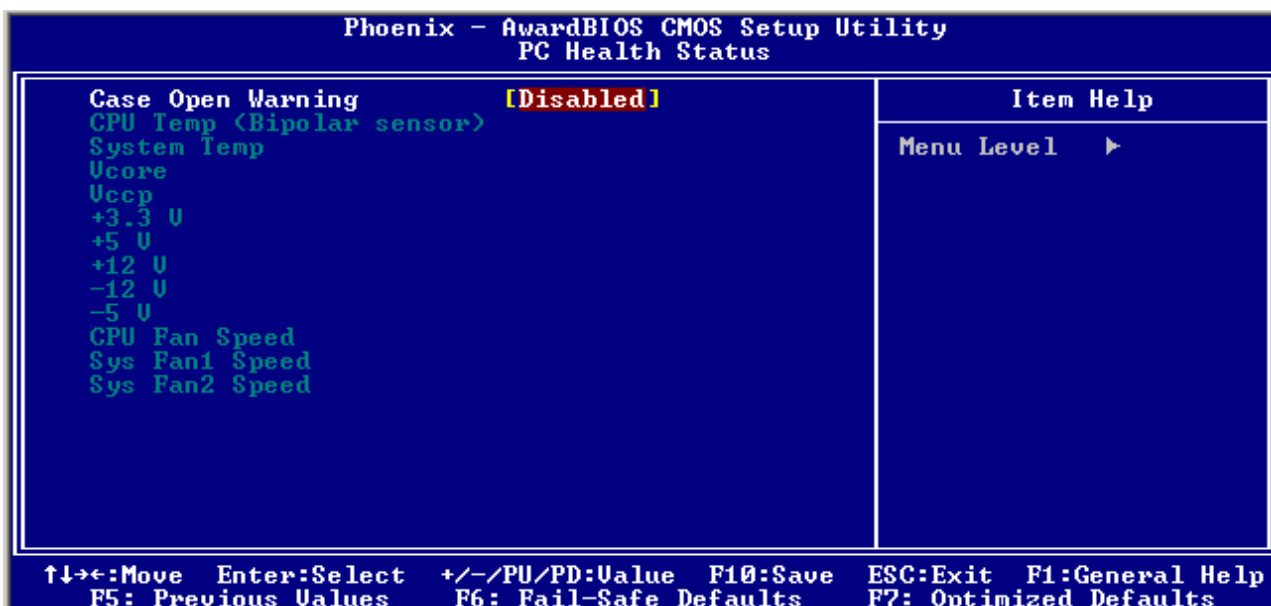 Phoenix - AwardBIOS CMOS Setup Utility
PC Health Status
Case Open Warning [Disabled]
CPU Temp (Bipolar sensor)
System Temp
Vcore
Vccp
+3.3 V
+5 V
+12 V
-12 V
-5 V
CPU Fan Speed
Sys Fan1 Speed
Sys Fan2 Speed
Item Help
Menu Level ►
↑↓→←:Move Enter:Select +/-/PU/PD:Value F10:Save ESC:Exit F1:General Help
F5: Previous Values F6: Fail-Safe Defaults F7: Optimized Defaults